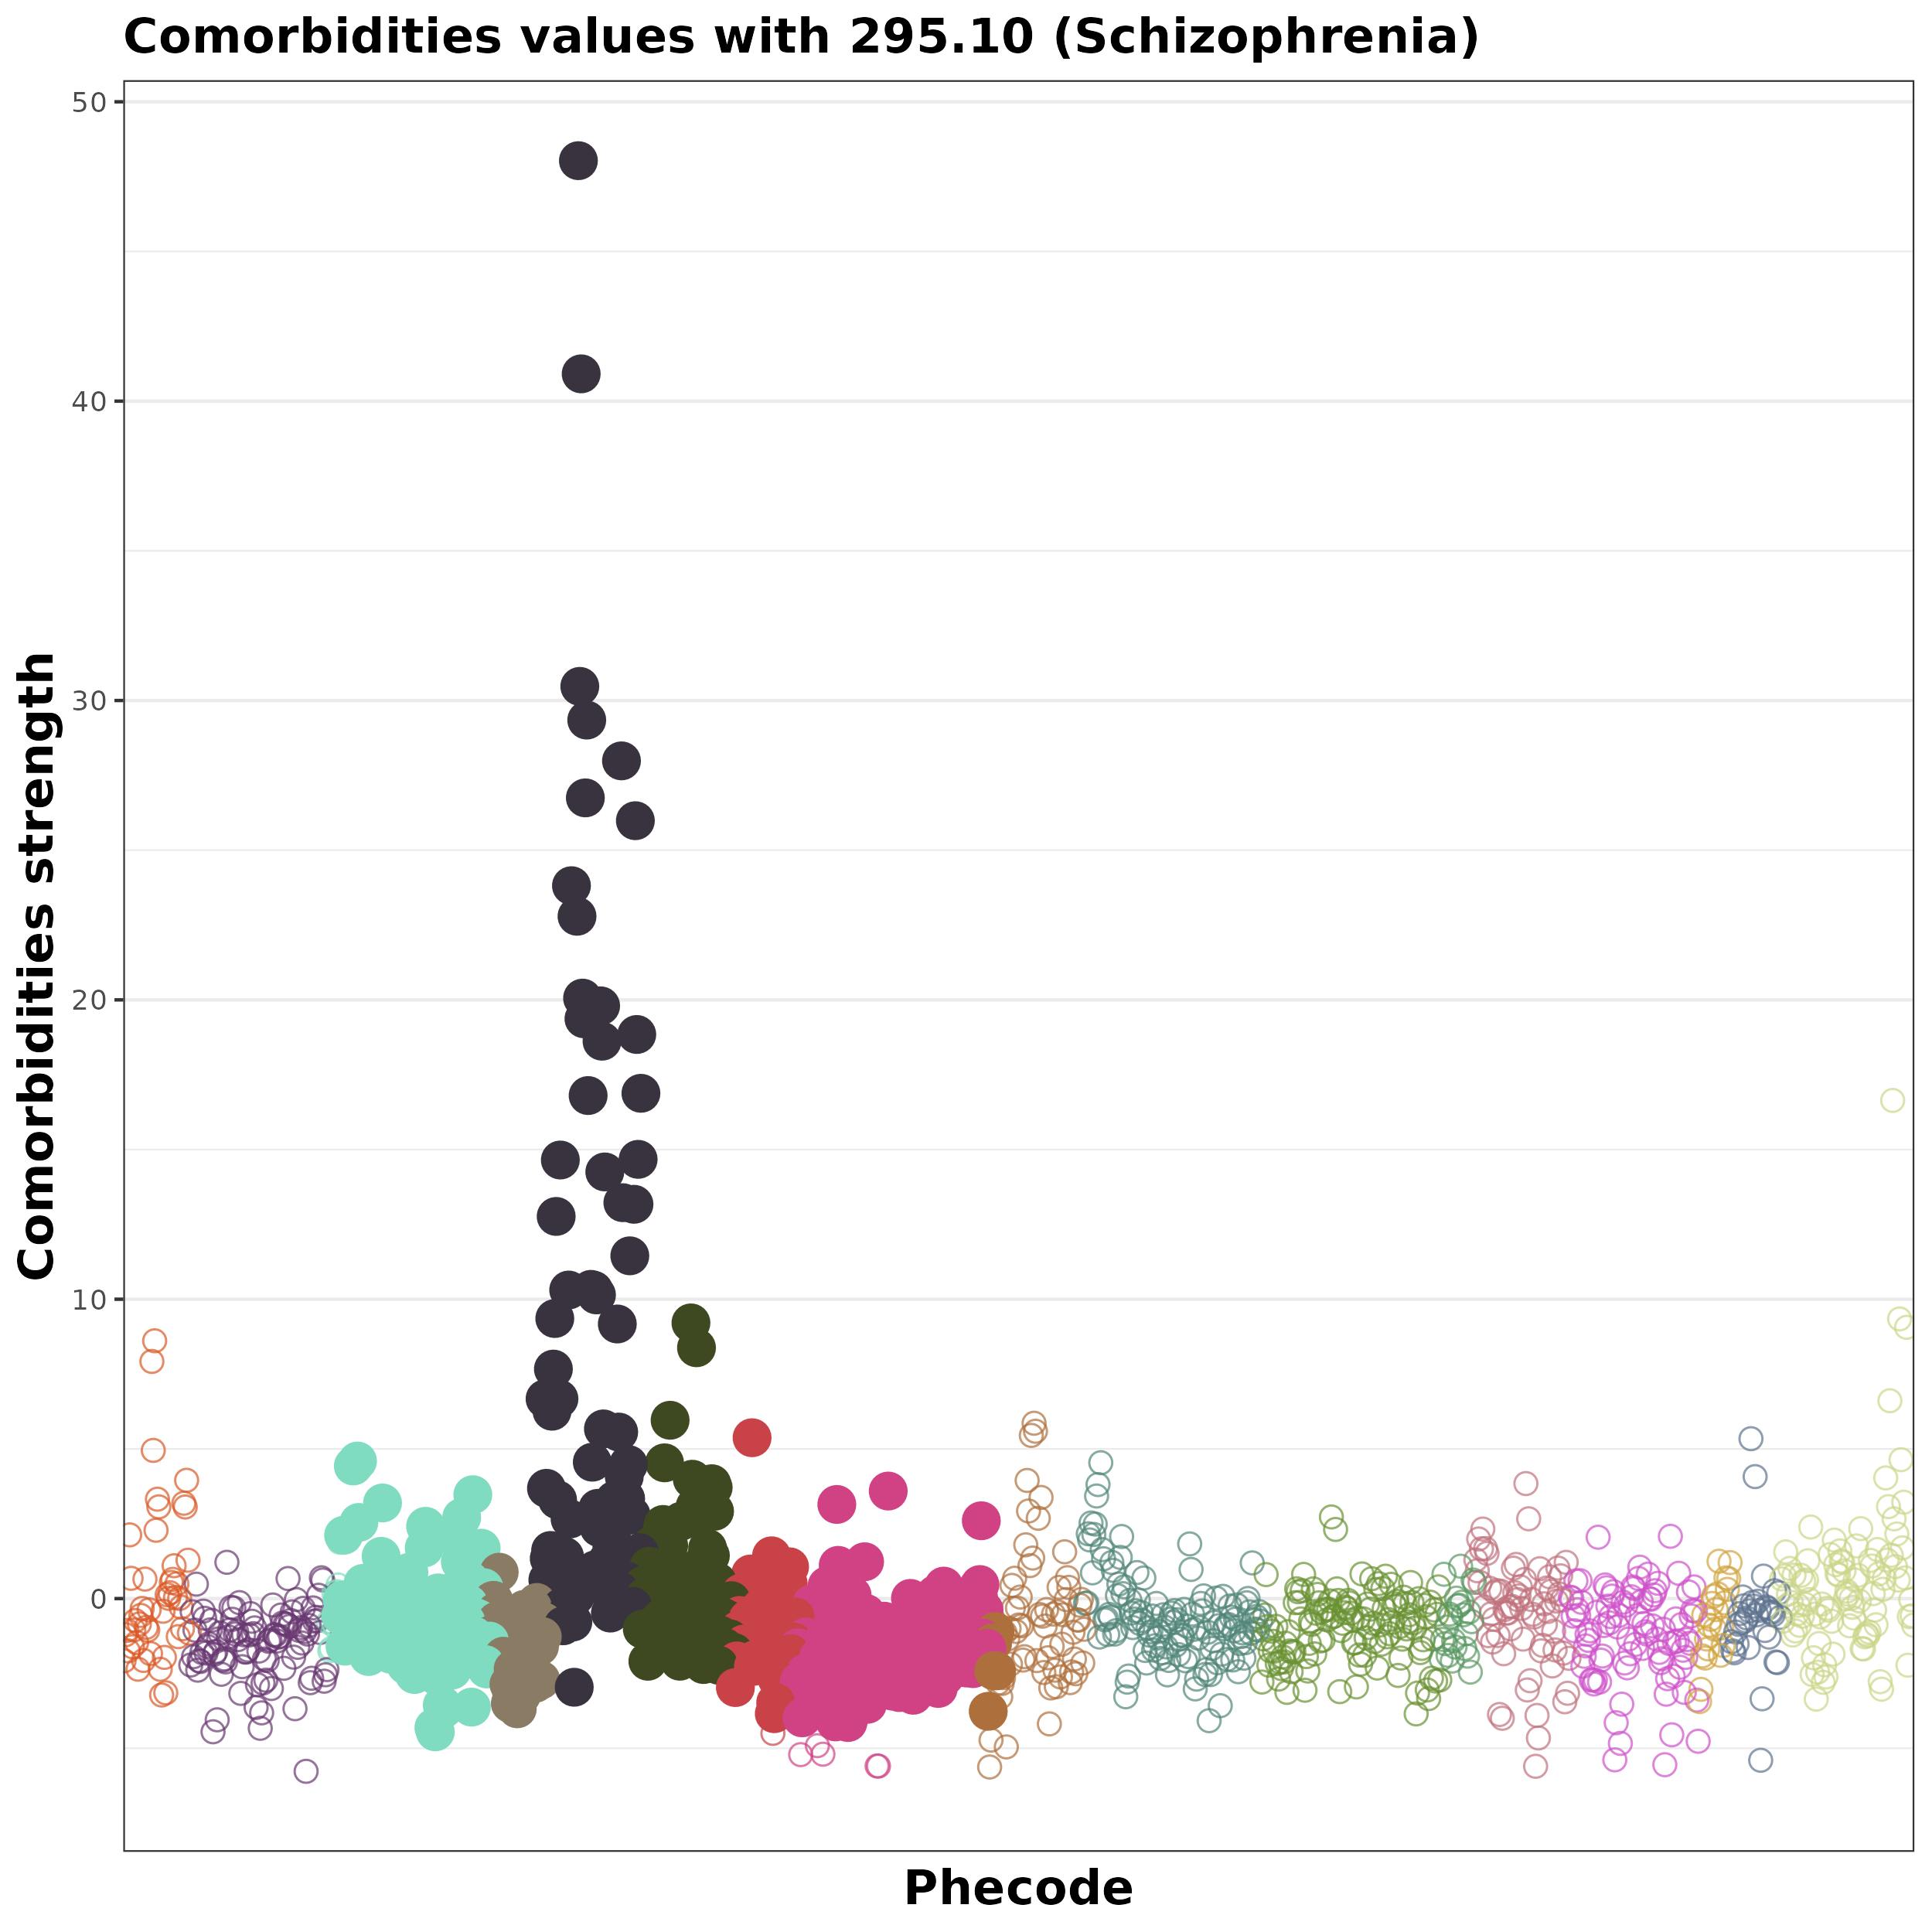 Comorbidities values with 295.10 (Schizophrenia)
50
40
30
20
10
0
Comorbidities strength
Phecode